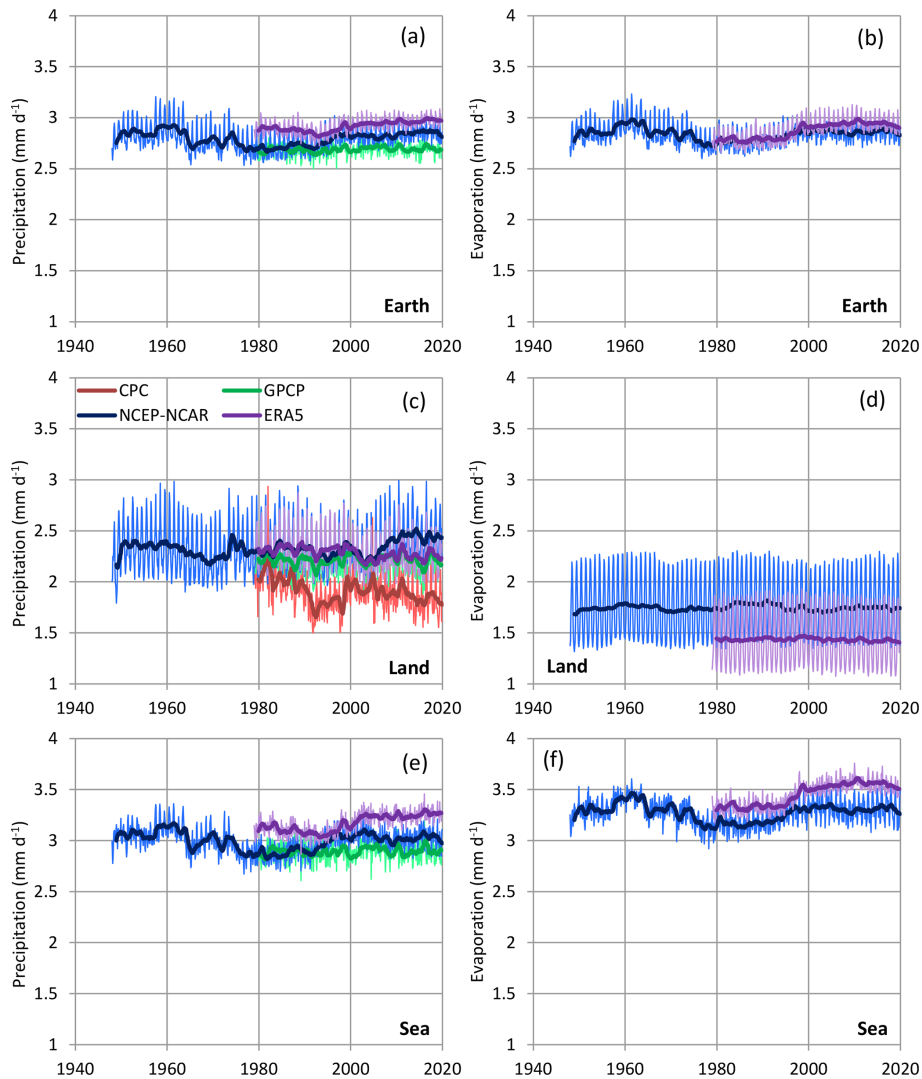 (a)
4
3.5
3
2.5
2
1.5
1
Precipitation (mm d⁻¹)
Earth
1940 1960 1980 2000 2020
(b)
4
3.5
3
2.5
2
1.5
1
Evaporation (mm d⁻¹)
Earth
1940 1960 1980 2000 2020
(c)
CPC GPCP
NCEP-NCAR ERA5
4
3.5
3
2.5
2
1.5
1
Precipitation (mm d⁻¹)
Land
1940 1960 1980 2000 2020
(d)
4
3.5
3
2.5
2
1.5
1
Evaporation (mm d⁻¹)
Land
1940 1960 1980 2000 2020
(e)
4
3.5
3
2.5
2
1.5
1
Precipitation (mm d⁻¹)
Sea
1940 1960 1980 2000 2020
(f)
4
3.5
3
2.5
2
1.5
1
Evaporation (mm d⁻¹)
Sea
1940 1960 1980 2000 2020